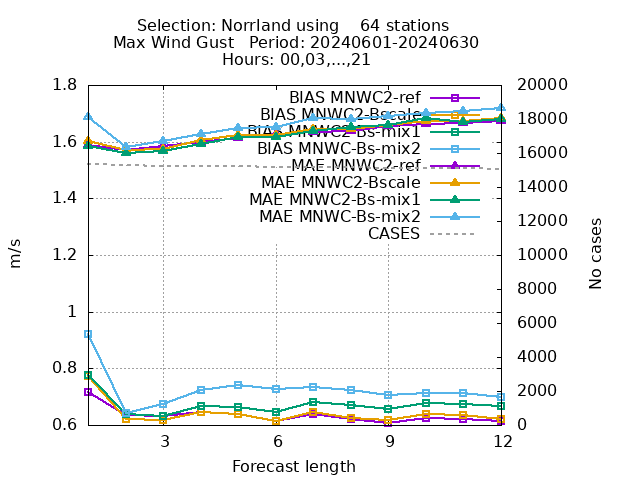 Selection: Norrland using 64 stations
Max Wind Gust Period: 20240601-20240630
Hours: 00,03,...,21
1.8
1.6
1.4
1.2
1
0.8
0.6
m/s
20000
18000
16000
14000
12000
10000
8000
6000
4000
2000
0
No cases
BIAS MNWC2-ref
BIAS MNWC2-Bscale
BIAS MNWC2-Bs-mix1
BIAS MNWC-Bs-mix2
MAE MNWC2-ref
MAE MNWC2-Bscale
MAE MNWC2-Bs-mix1
MAE MNWC-Bs-mix2
CASES
3 6 9 12
Forecast length